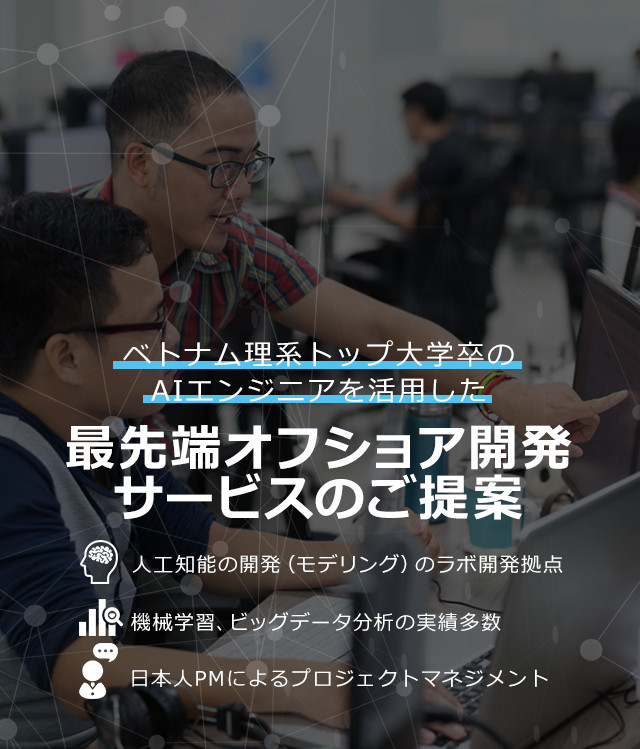 ベトナム理系トップ大学卒の
AIエンジニアを活用した
最先端オフショア開発
サービスのご提案
人工知能の開発（モデリング）のラボ開発拠点
機械学習、ビッグデータ分析の実績多数
日本人PMによるプロジェクトマネジメント